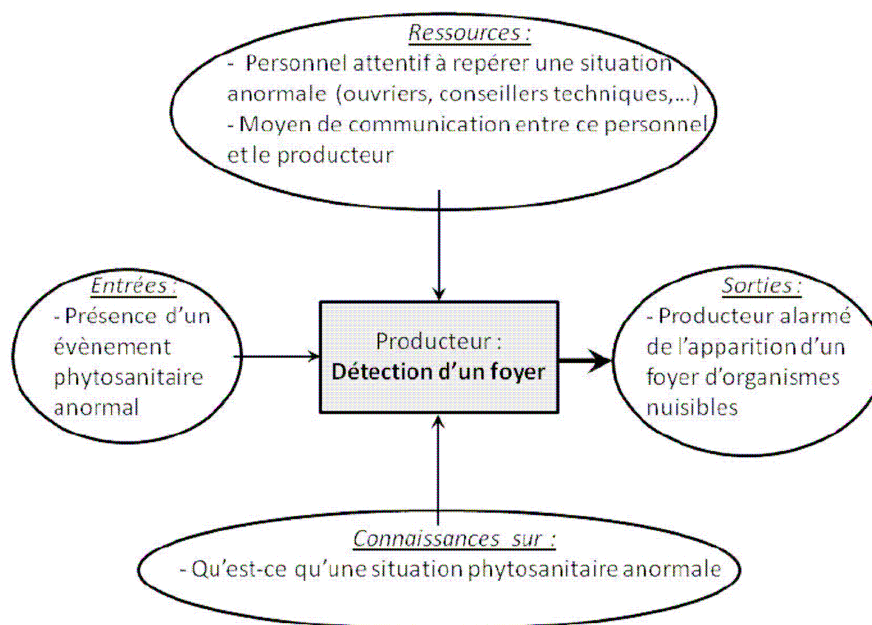 Ressources :
- Personnel attentif à repérer une situation
anormale (ouvriers, conseillers techniques,...)
- Moyen de communication entre ce personnel
et le producteur
Entrées :
- Présence d'un
évènement
phytosanitaire
anormal
Producteur :
Détection d'un foyer
Sorties :
- Producteur alarmé
de l'apparition d'un
foyer d'organismes
nuisibles
Connaissances sur :
- Qu'est-ce qu'une situation phytosanitaire anormale